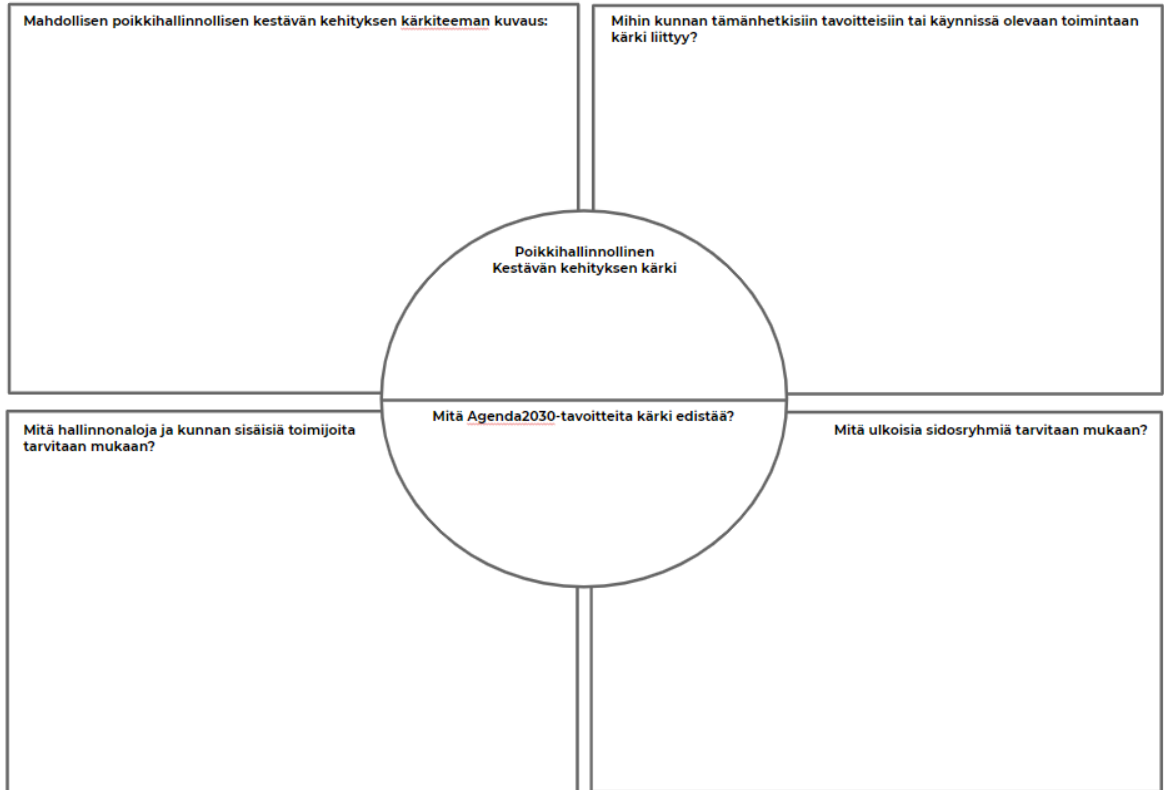 Mahdollisen poikkihallinnollisen kestävän kehityksen kärkiteeman kuvaus:
Mihin kunnan tämänhetkisiin tavoitteisiin tai käynnissä olevaan toimintaan
kärki liittyy?
Poikkihallinnollinen
Kestävän kehityksen kärki
Mitä Agenda2030-tavoitteita kärki edistää?
Mitä hallinnonaloja ja kunnan sisäisiä toimijoita
tarvitaan mukaan?
Mitä ulkoisia sidosryhmiä tarvitaan mukaan?